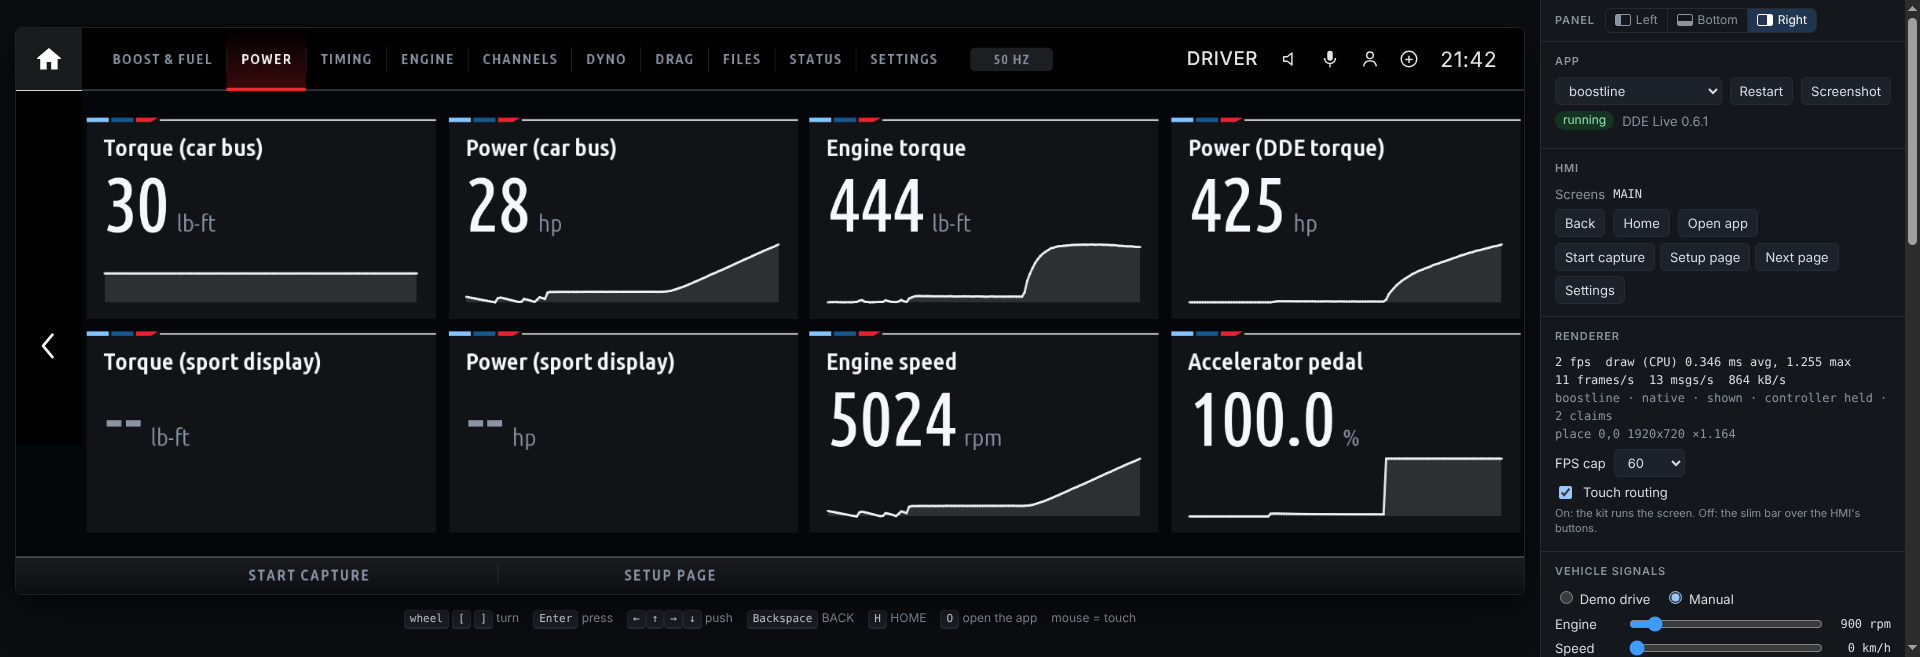 BOOST & FUEL POWER TIMING ENGINE CHANNELS DYNO DRAG FILES STATUS SETTINGS 50 HZ DRIVER 21:42
Torque (car bus)
30 lb-ft
Power (car bus)
28 hp
Engine torque
444 lb-ft
Power (DDE torque)
425 hp
Torque (sport display)
-- lb-ft
Power (sport display)
-- hp
Engine speed
5024 rpm
Accelerator pedal
100.0 %
START CAPTURE SETUP PAGE
wheel [ ] turn Enter press ← ↑ → ↓ push Backspace BACK H HOME O open the app mouse = touch
PANEL Left Bottom Right
APP
boostline Restart Screenshot
running DDE Live 0.6.1
HMI
Screens MAIN
Back Home Open app
Start capture Setup page Next page
Settings
RENDERER
2 fps draw (CPU) 0.346 ms avg, 1.255 max
11 frames/s 13 msgs/s 864 kB/s
boostline · native · shown · controller held ·
2 claims
place 0,0 1920x720 ×1.164
FPS cap 60
Touch routing
On: the kit runs the screen. Off: the slim bar over the HMI's
buttons.
VEHICLE SIGNALS
Demo drive Manual
Engine 900 rpm
Speed 0 km/h